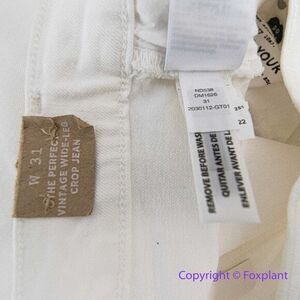 W 31
THE PERFECT
VINTAGE WIDE-LEG
CROP JEAN
ND538
DM1626
31
2030112-GT01
22
REMOVE BEFORE WAS
QUITAR ANTES DE L
ENLEVER AVANT DE L
YOUR
Copyright © Foxplant